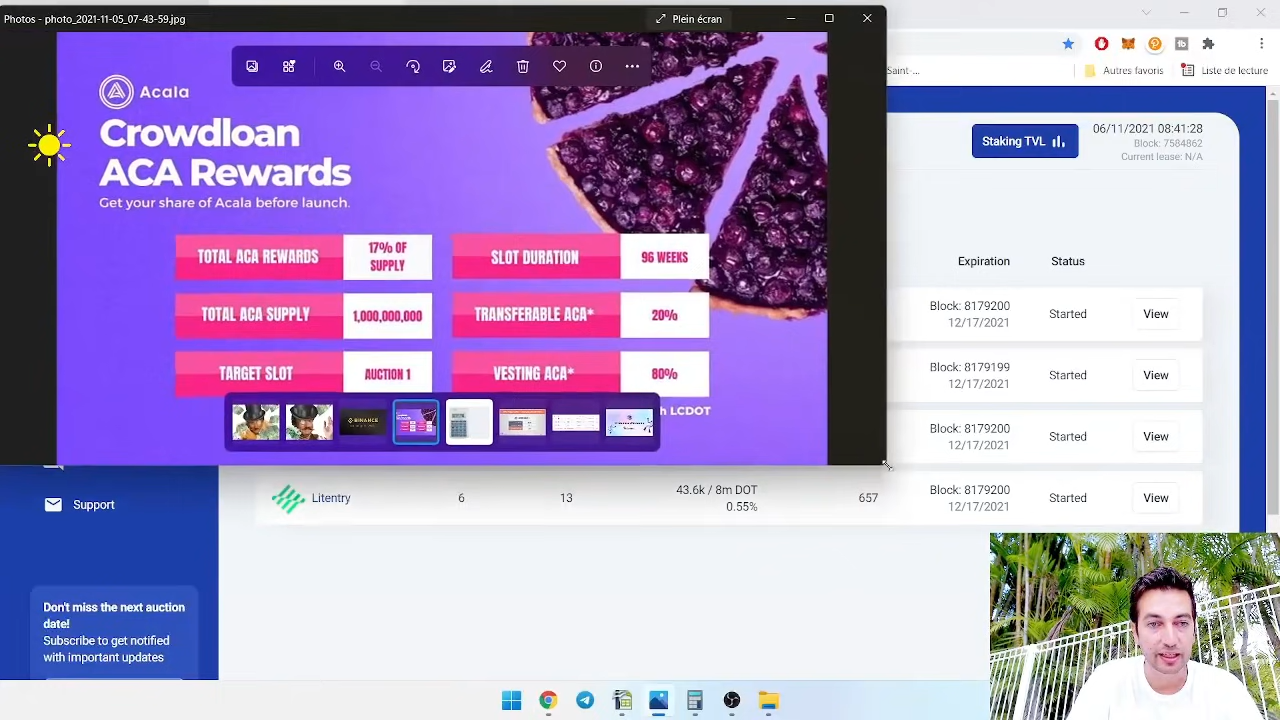 Photos - photo_2021-11-05_07-43-59.jpg
Plein écran
Acala
Crowdloan
ACA Rewards
Get your share of Acala before launch.
TOTAL ACA REWARDS
17% OF
SUPPLY
SLOT DURATION
96 WEEKS
TOTAL ACA SUPPLY
1,000,000,000
TRANSFERABLE ACA*
20%
TARGET SLOT
AUCTION 1
VESTING ACA*
80%
LCDOT
BINANCE
Saint-...
Autres favoris
Liste de lecture
Staking TVL
06/11/2021 08:41:28
Block: 7584862
Current lease: N/A
Expiration
Status
Block: 8179200
12/17/2021
Started
View
Block: 8179199
12/17/2021
Started
View
Block: 8179200
12/17/2021
Started
View
Litentry
6
13
43.6k / 8m DOT
0.55%
657
Block: 8179200
12/17/2021
Started
View
Support
Don't miss the next auction
date!
Subscribe to get notified
with important updates